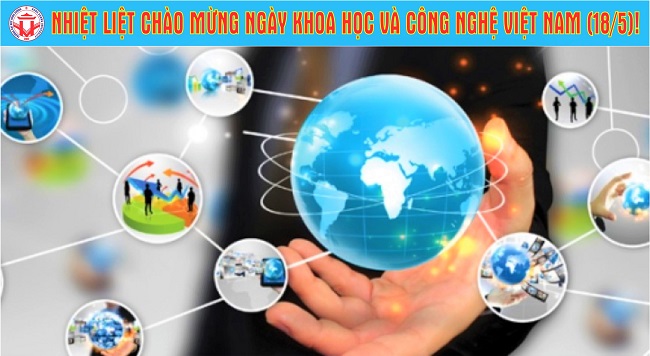 NHIỆT LIỆT CHÀO MỪNG NGÀY KHOA HỌC VÀ CÔNG NGHỆ VIỆT NAM (18/5)!